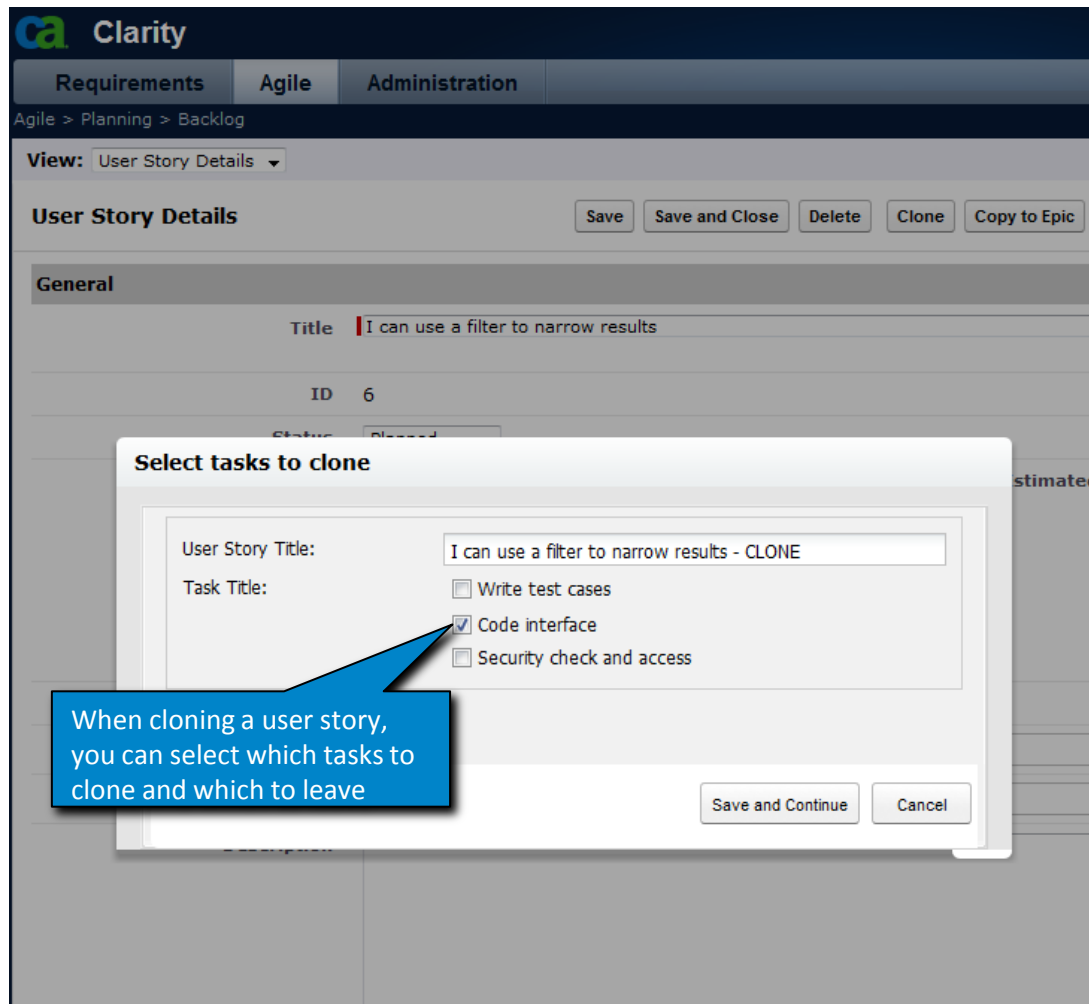 ca Clarity
Requirements Agile Administration
Agile > Planning > Backlog
View: User Story Details
User Story Details Save Save and Close Delete Clone Copy to Epic
General
Title I can use a filter to narrow results
ID 6
Status Planned
Select tasks to clone
User Story Title: I can use a filter to narrow results - CLONE
Task Title: Write test cases
Code interface
Security check and access
When cloning a user story,
you can select which tasks to
clone and which to leave
Save and Continue Cancel
Description